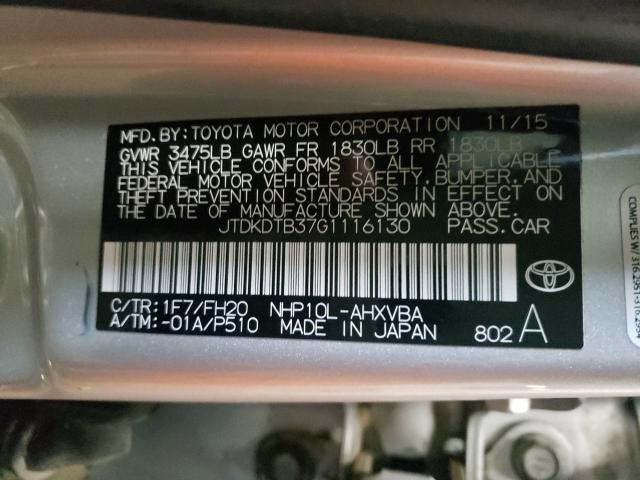 MFD. BY: TOYOTA MOTOR CORPORATION 11/15
GVWR 3475LB GAWR FR 1830LB RR 1830LB
THIS VEHICLE CONFORMS TO ALL APPLICABLE
FEDERAL MOTOR VEHICLE SAFETY, BUMPER, AND
THEFT PREVENTION STANDARDS IN EFFECT ON
THE DATE OF MANUFACTURE SHOWN ABOVE.
JTDKDTB37G1116130 PASS. CAR
C/TR: 1F7/FH20 NHP10L-AHXVBA
A/TM: -01A/P510 MADE IN JAPAN 802 A
TOYOTA